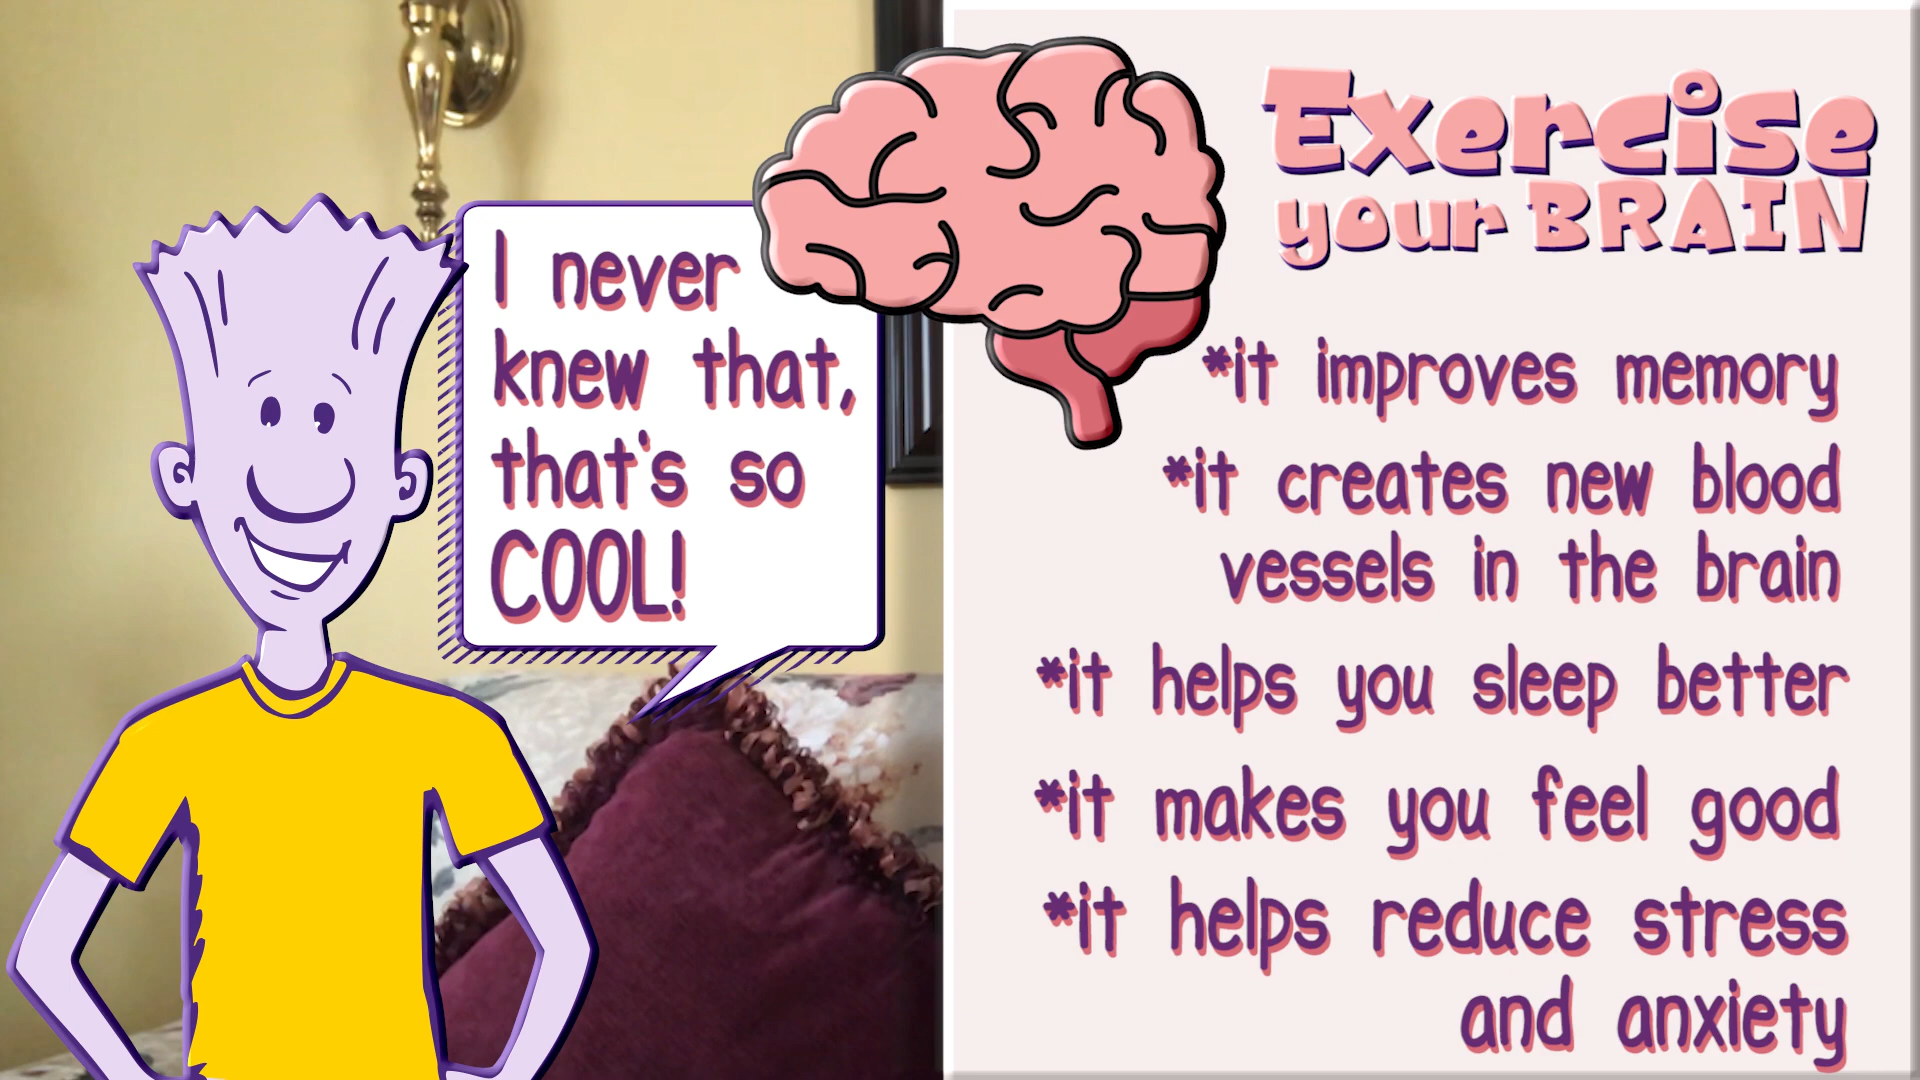 I never
knew that,
that's so
COOL!
Exercise
your BRAIN
*it improves memory
*it creates new blood
vessels in the brain
*it helps you sleep better
*it makes you feel good
*it helps reduce stress
and anxiety